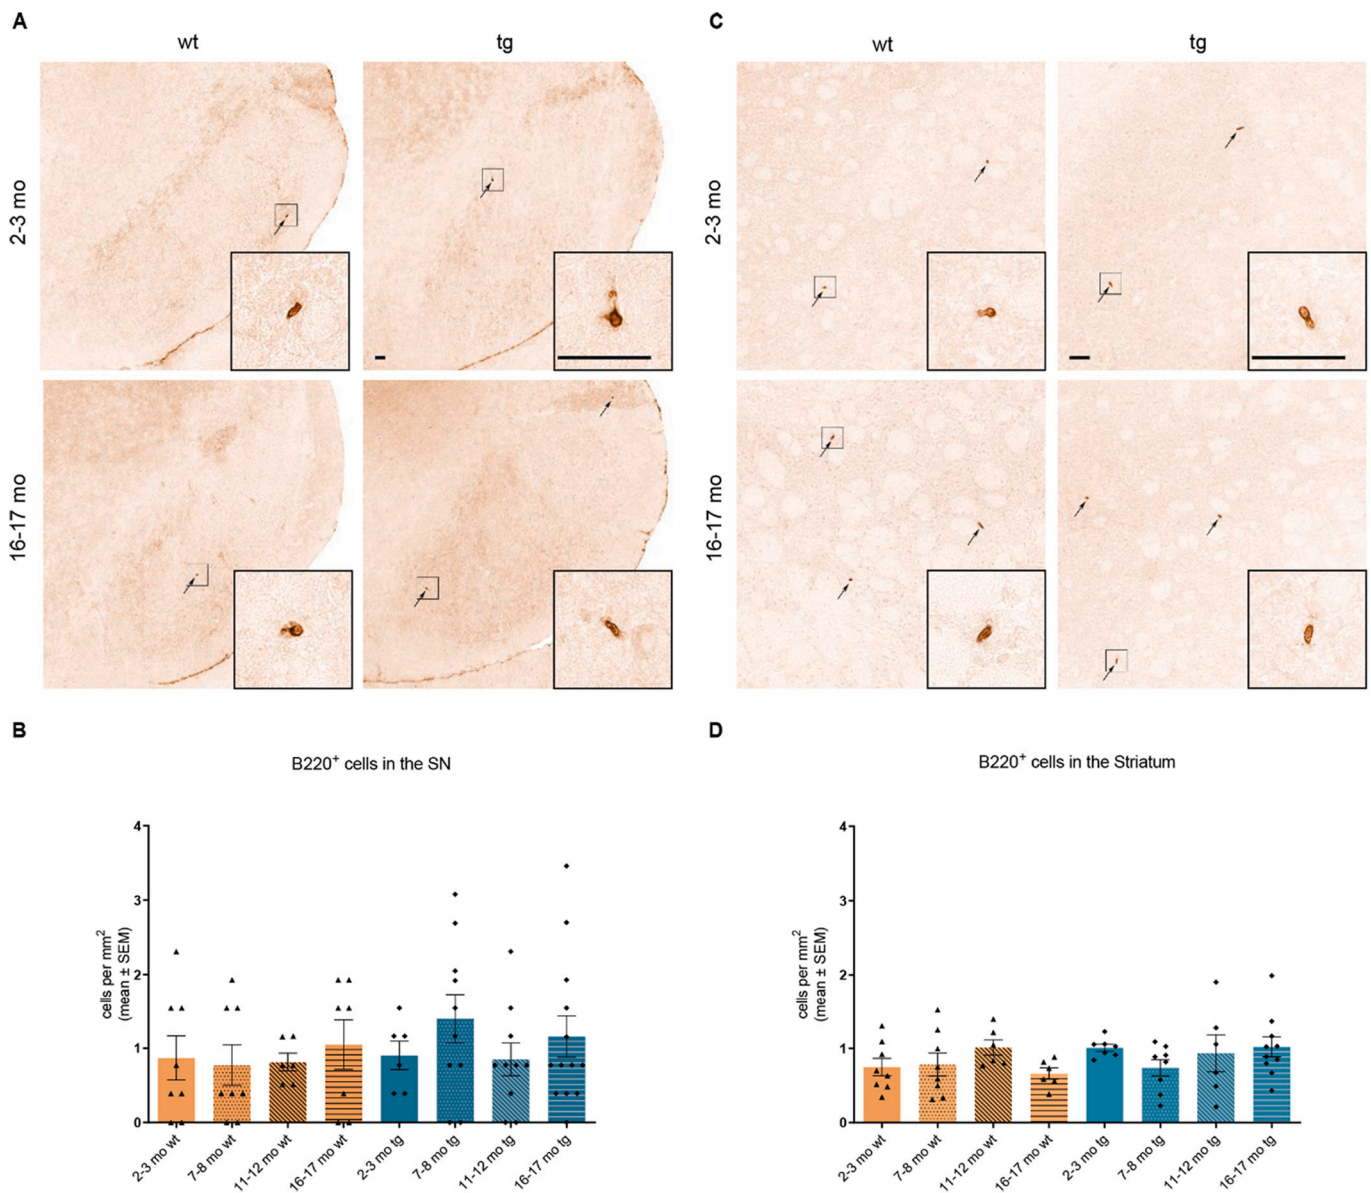 A
wt
tg
2-3 mo
16-17 mo
C
wt
tg
2-3 mo
16-17 mo
B
B220⁺ cells in the SN
cells per mm²
(mean ± SEM)
4
3
2
1
0
2-3 mo wt
7-8 mo wt
11-12 mo wt
16-17 mo wt
2-3 mo tg
7-8 mo tg
11-12 mo tg
16-17 mo tg
D
B220⁺ cells in the Striatum
cells per mm²
(mean ± SEM)
4
3
2
1
0
2-3 mo wt
7-8 mo wt
11-12 mo wt
16-17 mo wt
2-3 mo tg
7-8 mo tg
11-12 mo tg
16-17 mo tg